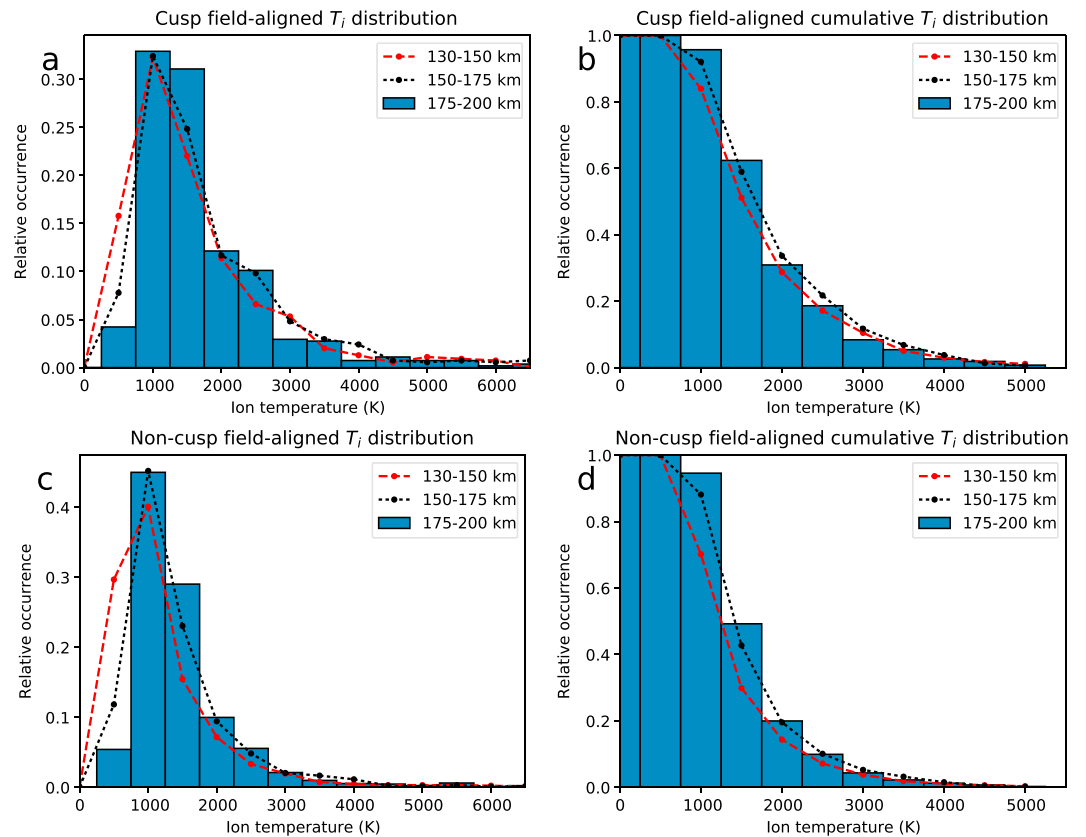 Cusp field-aligned T_i distribution
a
130-150 km
150-175 km
175-200 km
Relative occurrence
0.30
0.25
0.20
0.15
0.10
0.05
0.00
0 1000 2000 3000 4000 5000 6000
Ion temperature (K)
Cusp field-aligned cumulative T_i distribution
b
130-150 km
150-175 km
175-200 km
Relative occurrence
1.0
0.8
0.6
0.4
0.2
0.0
0 1000 2000 3000 4000 5000
Ion temperature (K)
Non-cusp field-aligned T_i distribution
c
130-150 km
150-175 km
175-200 km
Relative occurrence
0.4
0.3
0.2
0.1
0.0
0 1000 2000 3000 4000 5000 6000
Ion temperature (K)
Non-cusp field-aligned cumulative T_i distribution
d
130-150 km
150-175 km
175-200 km
Relative occurrence
1.0
0.8
0.6
0.4
0.2
0.0
0 1000 2000 3000 4000 5000
Ion temperature (K)